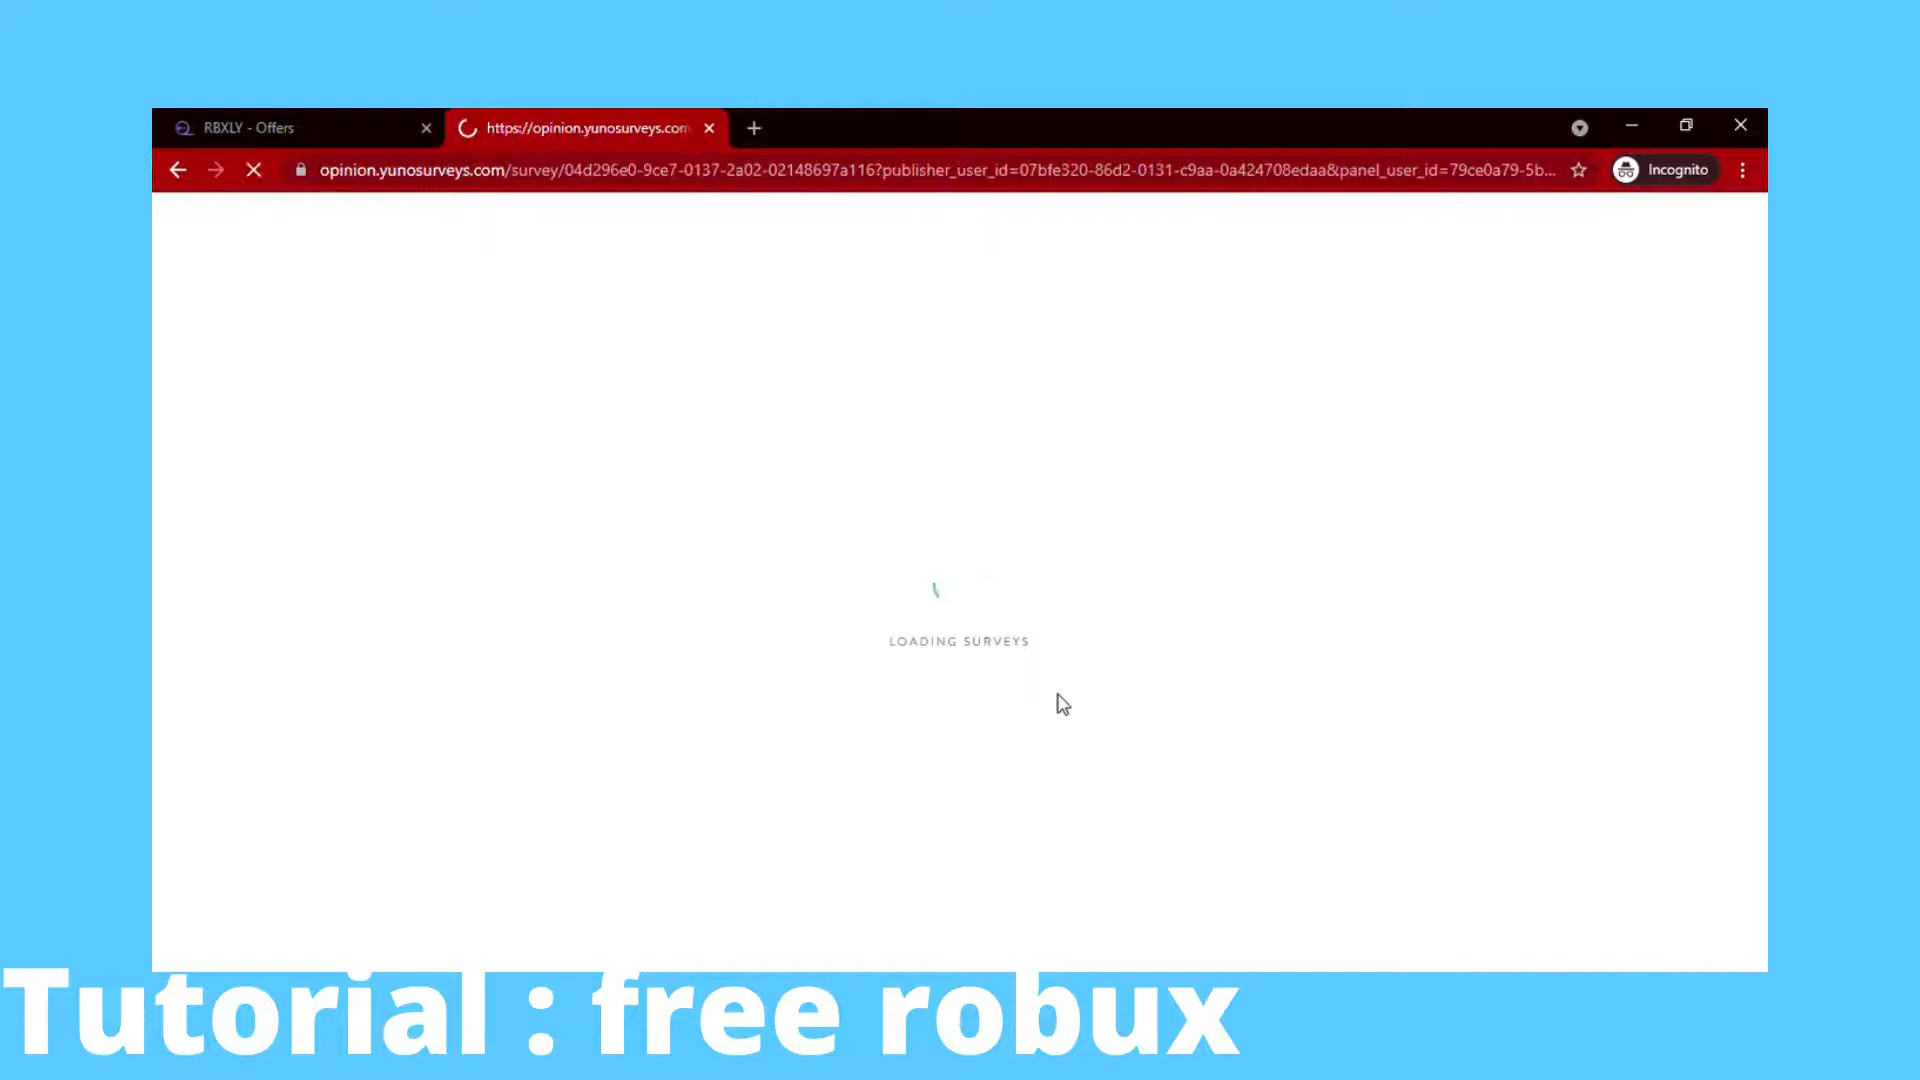 RBXLY - Offers
https://opinion.yunosurveys.com
opinion.yunosurveys.com/survey/04d296e0-9ce7-0137-2a02-02148697a116?publisher_user_id=07bfe320-86d2-0131-c9aa-0a424708edaa&panel_user_id=79ce0a79-5b...
Incognito
LOADING SURVEYS
Tutorial : free robux